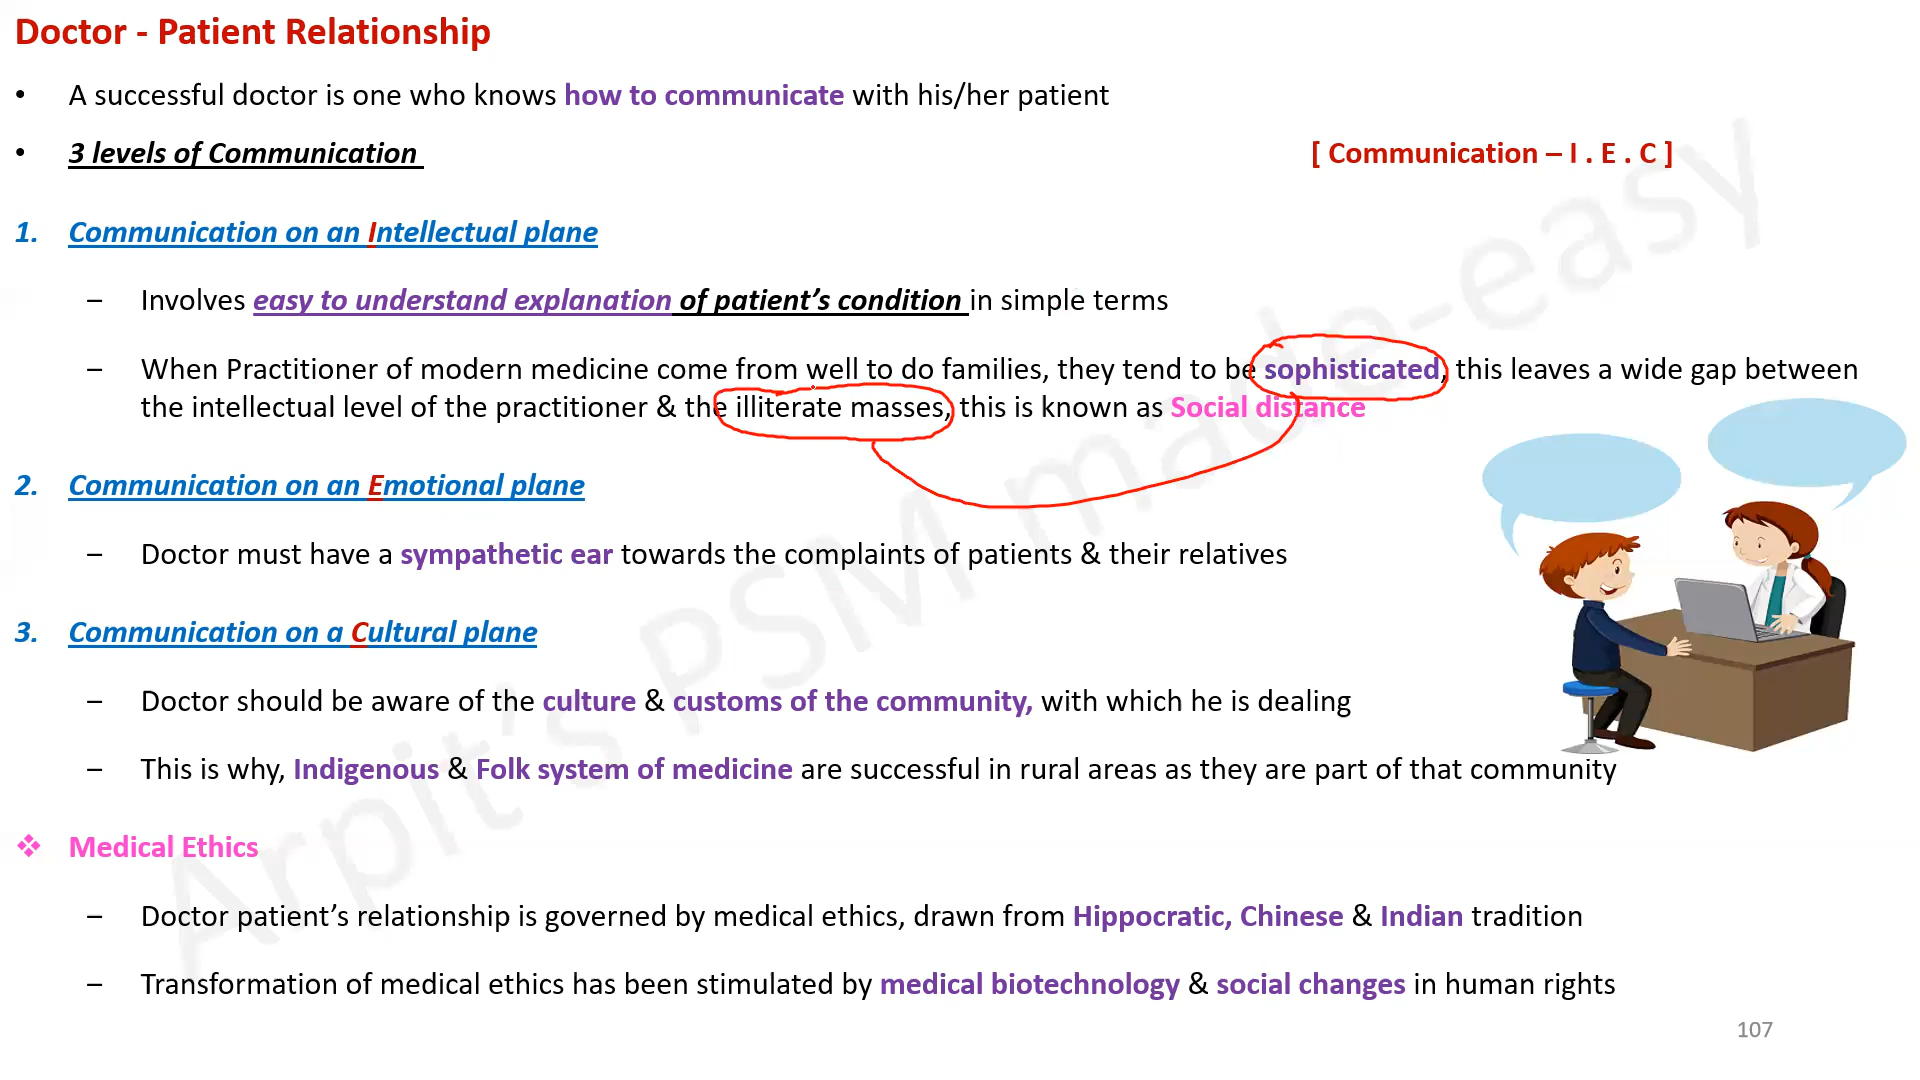 Doctor - Patient Relationship
• A successful doctor is one who knows how to communicate with his/her patient
• 3 levels of Communication
[ Communication – I . E . C ]
1. Communication on an Intellectual plane
– Involves easy to understand explanation of patient’s condition in simple terms
– When Practitioner of modern medicine come from well to do families, they tend to be sophisticated, this leaves a wide gap between
the intellectual level of the practitioner & the illiterate masses, this is known as Social distance
2. Communication on an Emotional plane
– Doctor must have a sympathetic ear towards the complaints of patients & their relatives
3. Communication on a Cultural plane
– Doctor should be aware of the culture & customs of the community, with which he is dealing
– This is why, Indigenous & Folk system of medicine are successful in rural areas as they are part of that community
❖ Medical Ethics
– Doctor patient’s relationship is governed by medical ethics, drawn from Hippocratic, Chinese & Indian tradition
– Transformation of medical ethics has been stimulated by medical biotechnology & social changes in human rights
107
Arpit’s PSM made-easy